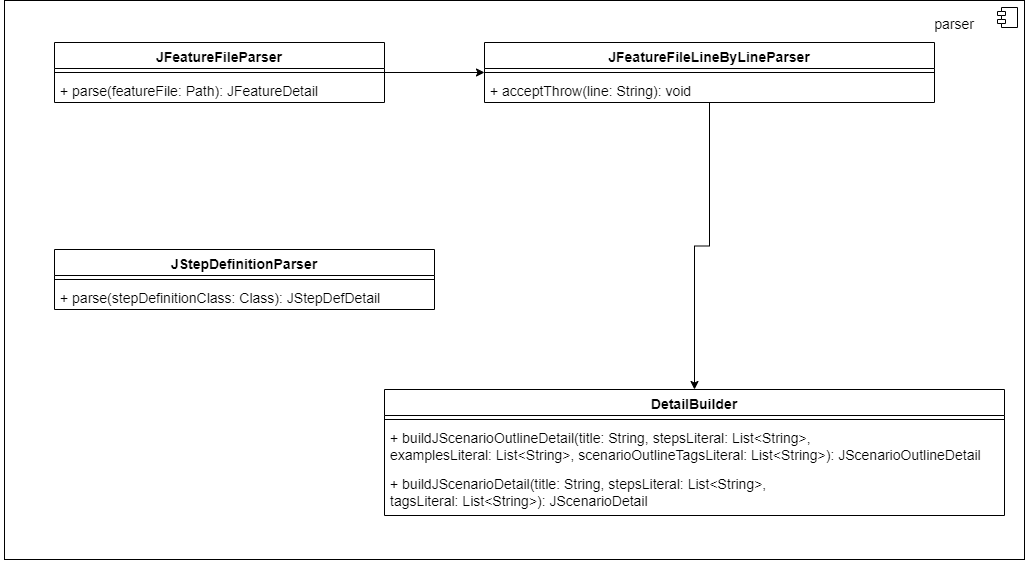 parser
JFeatureFileParser
+ parse(featureFile: Path): JFeatureDetail
JFeatureFileLineByLineParser
+ acceptThrow(line: String): void
JStepDefinitionParser
+ parse(stepDefinitionClass: Class): JStepDefDetail
DetailBuilder
+ buildJScenarioOutlineDetail(title: String, stepsLiteral: List<String>,
examplesLiteral: List<String>, scenarioOutlineTagsLiteral: List<String>): JScenarioOutlineDetail
+ buildJScenarioDetail(title: String, stepsLiteral: List<String>,
tagsLiteral: List<String>): JScenarioDetail